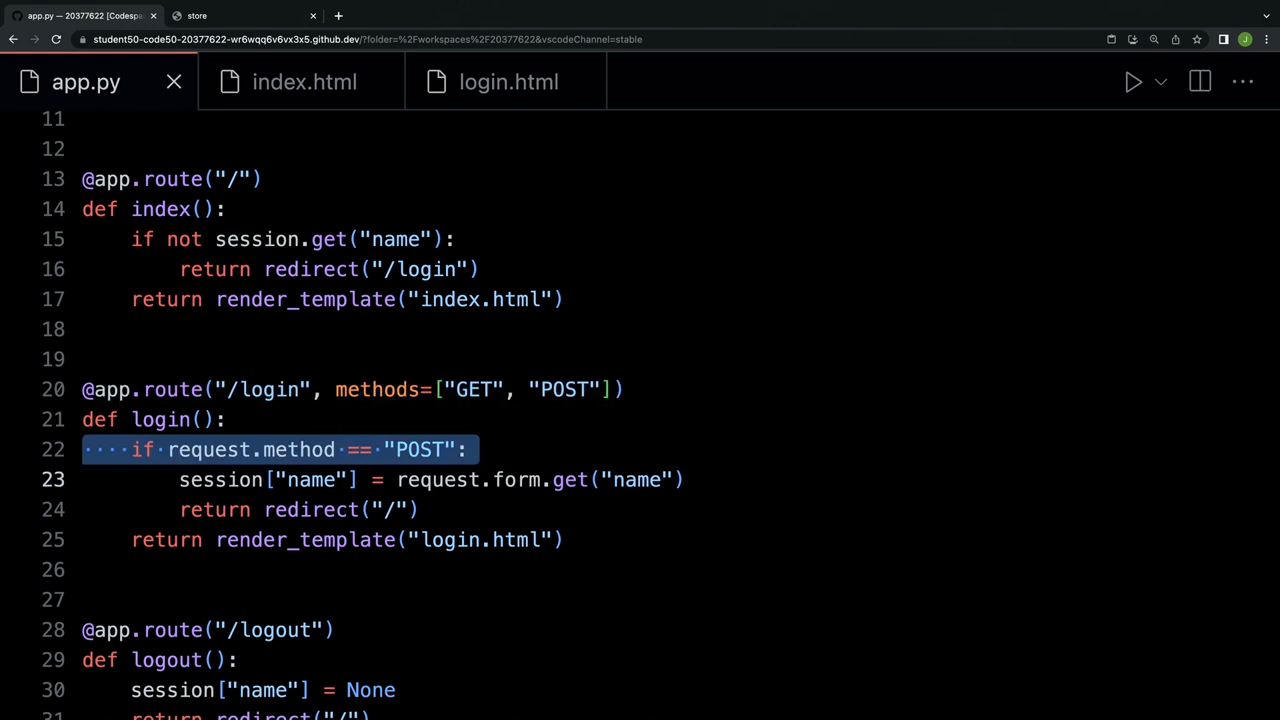 app.py — 20377622 [Codespa
store
student50-code50-20377622-wr6wqq6v6vx3x5.github.dev/?folder=%2Fworkspaces%2F20377622&vscodeChannel=stable
J
app.py
index.html
login.html
11
12
13 @app.route("/")
14 def index():
15 if not session.get("name"):
16 return redirect("/login")
17 return render_template("index.html")
18
19
20 @app.route("/login", methods=["GET", "POST"])
21 def login():
22 ····if·request.method·==·"POST":
23 session["name"] = request.form.get("name")
24 return redirect("/")
25 return render_template("login.html")
26
27
28 @app.route("/logout")
29 def logout():
30 session["name"] = None
31 return redirect("/")